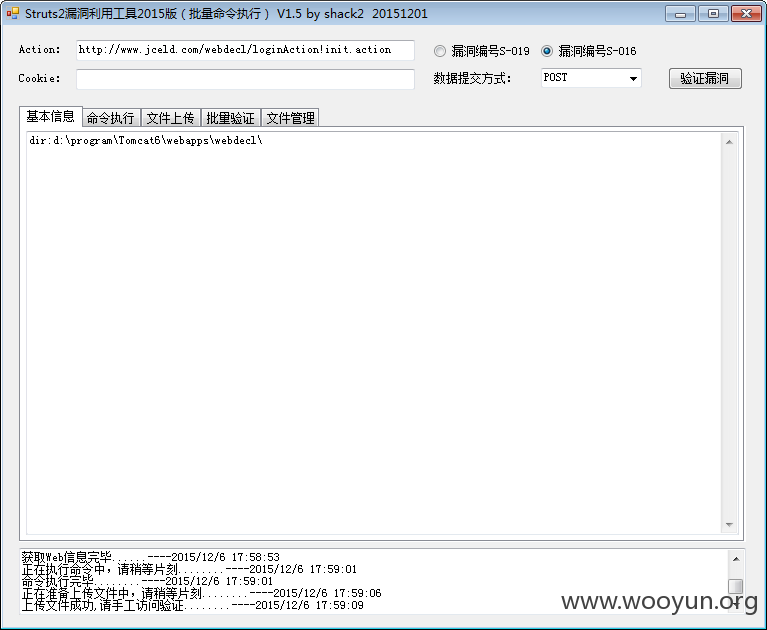 Struts2漏洞利用工具2015版（批量命令执行） V1.5 by shack2 20151201
Action: http://www.jceld.com/webdecl/loginAction!init.action 漏洞编号S-019 漏洞编号S-016
Cookie: 数据提交方式: POST 验证漏洞
基本信息 命令执行 文件上传 批量验证 文件管理
dir:d:\program\Tomcat6\webapps\webdecl\
获取Web信息完毕......----2015/12/6 17:58:53
正在执行命令中，请稍等片刻........----2015/12/6 17:59:01
命令执行完毕........----2015/12/6 17:59:01
正在准备上传文件中，请稍等片刻........----2015/12/6 17:59:06
上传文件成功,请手工访问验证........----2015/12/6 17:59:09
www.wooyun.org